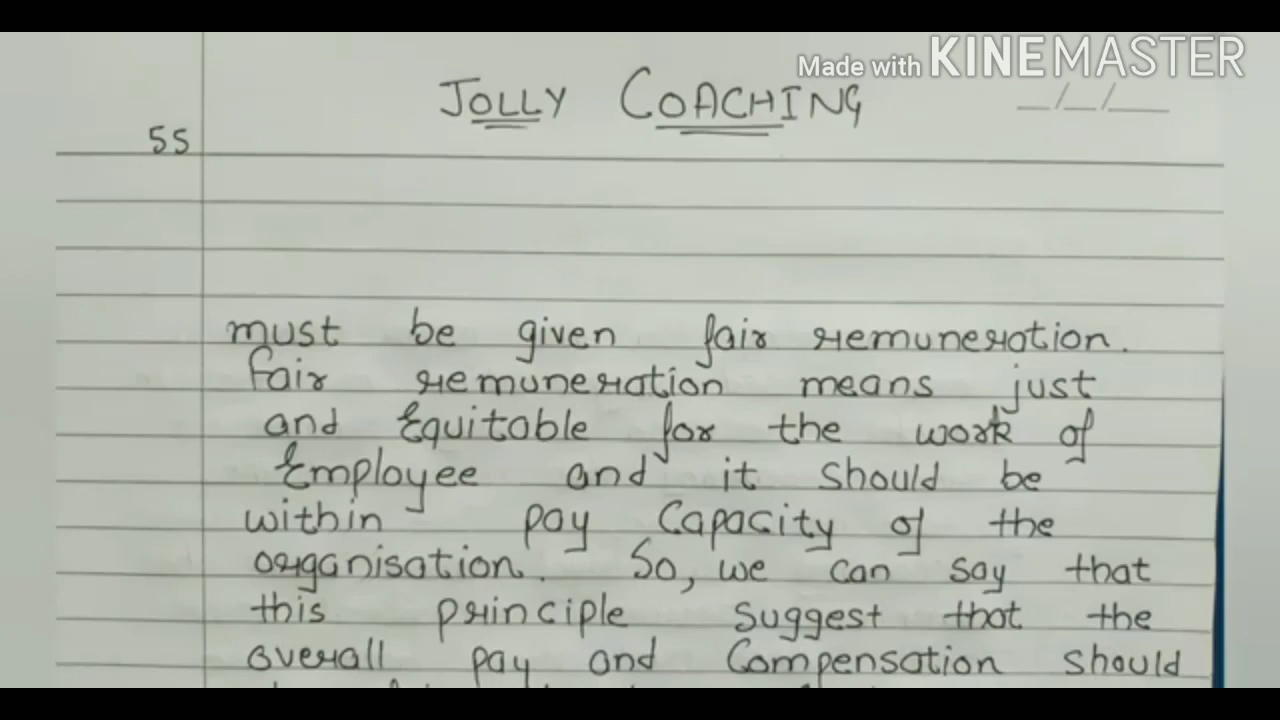 Made with KINEMASTER
JOLLY COACHING
_/_/__
55
must be given fair remuneration.
Fair remuneration means just
and Equitable for the work of
Employee and it should be
within pay Capacity of the
organisation. So, we can say that
this principle suggest that the
overall pay and Compensation should